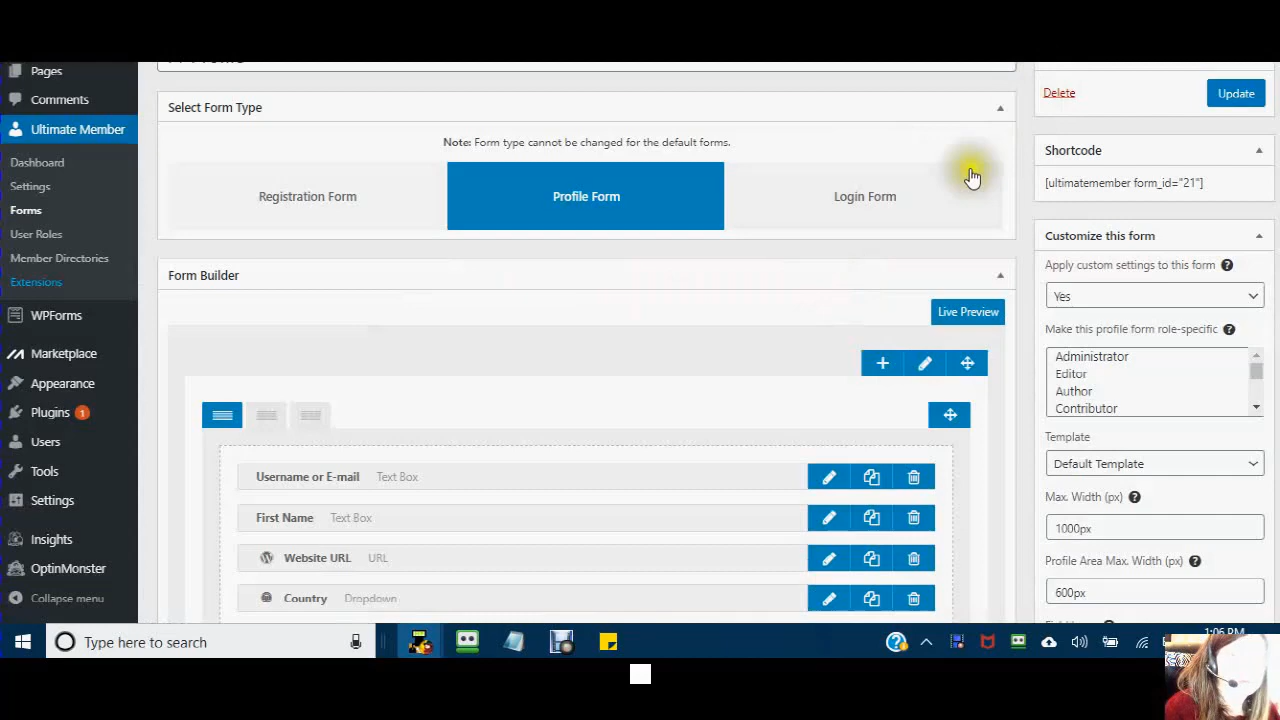 Pages
Comments
Ultimate Member
Dashboard
Settings
Forms
User Roles
Member Directories
Extensions
WPForms
Marketplace
Appearance
Plugins 1
Users
Tools
Settings
Insights
OptinMonster
Collapse menu
Select Form Type
Note: Form type cannot be changed for the default forms.
Registration Form
Profile Form
Login Form
Form Builder
Live Preview
Username or E-mail Text Box
First Name Text Box
Website URL URL
Country Dropdown
Delete
Update
Shortcode
[ultimatemember form_id="21"]
Customize this form
Apply custom settings to this form
Yes
Make this profile form role-specific
Administrator
Editor
Author
Contributor
Template
Default Template
Max. Width (px)
1000px
Profile Area Max. Width (px)
600px
Type here to search
1:06 PM